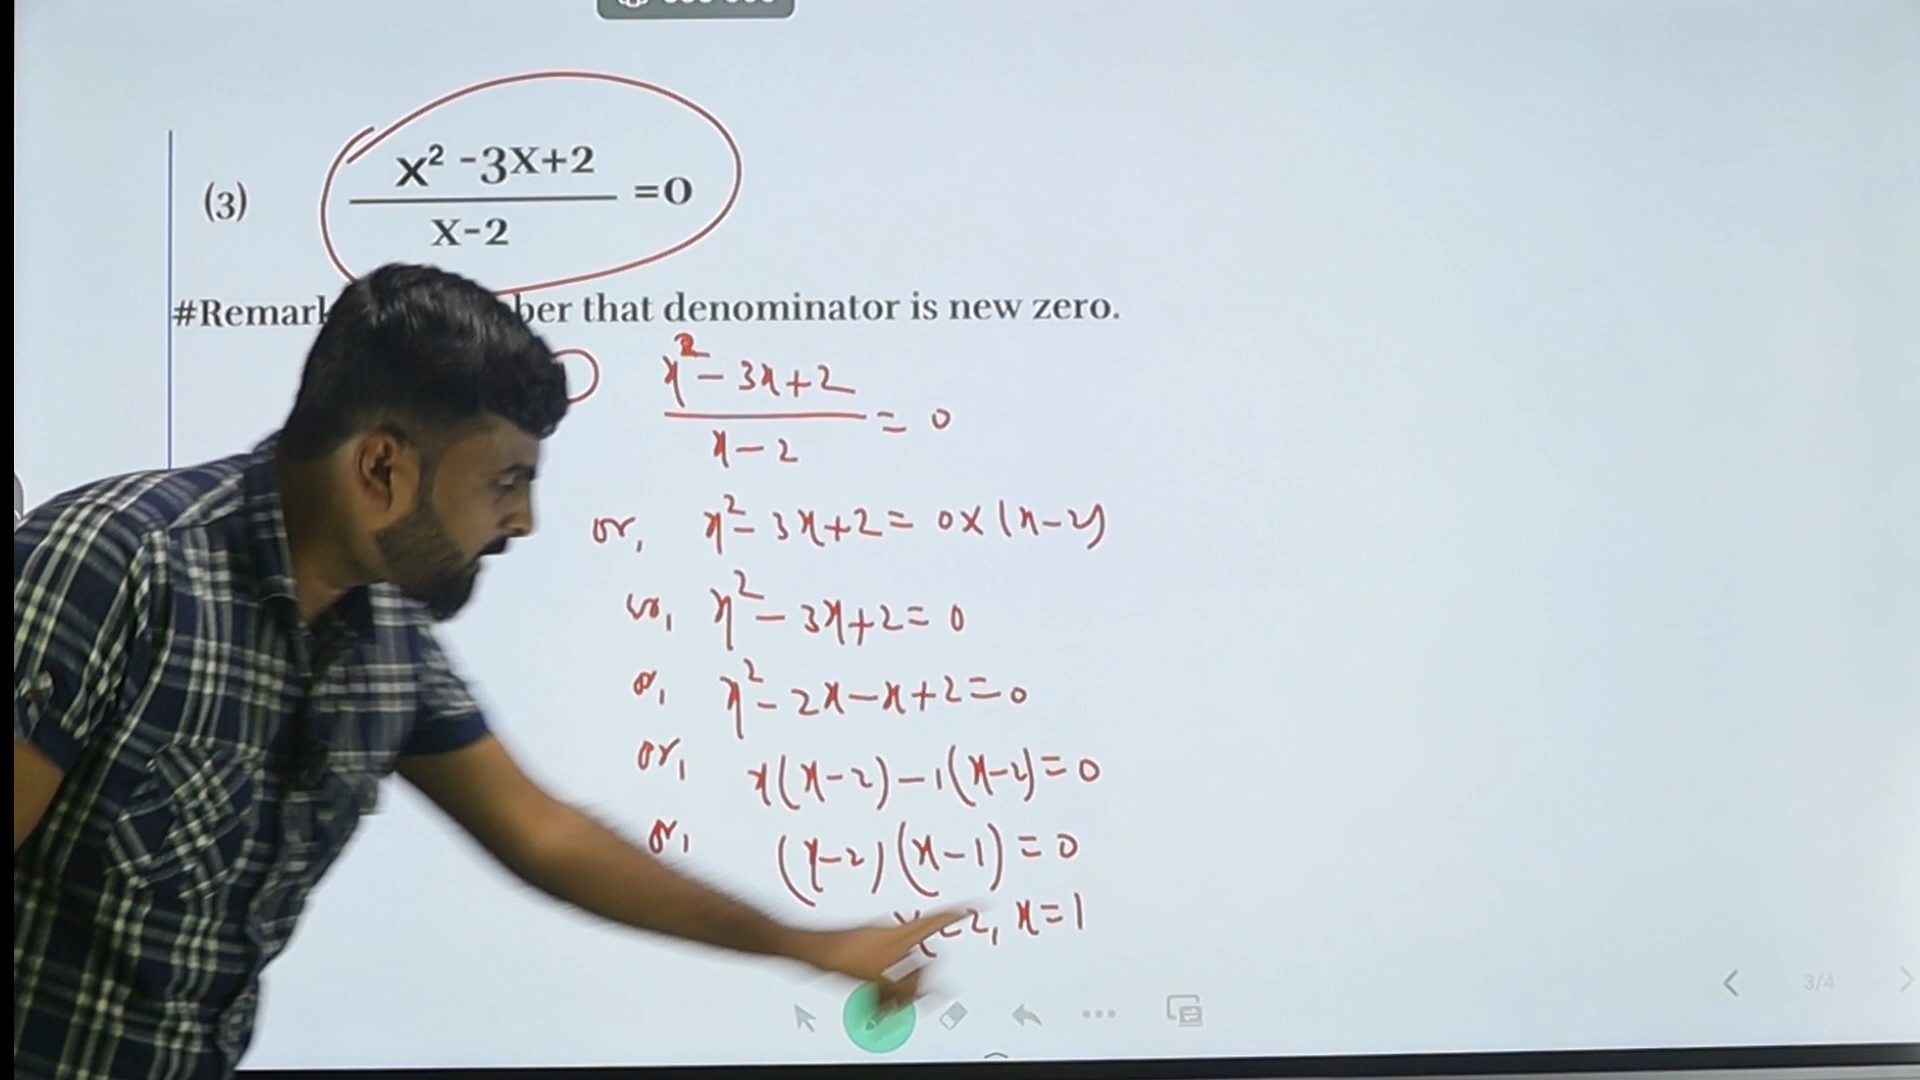 (3) x² -3x+2 / x-2 =0
#Remark that denominator is new zero.
x² - 3x+2 / x-2 = 0
or, x² - 3x+2 = 0x(x-2)
or, x² - 3x+2 = 0
or, x² - 2x-x+2=0
or, x(x-2)-1(x-2)=0
or, (x-2)(x-1)=0
x=2, x=1
3/4